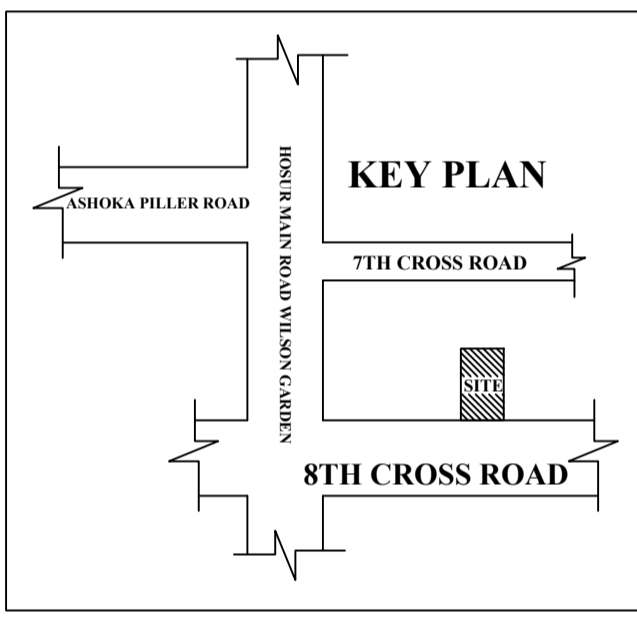 KEY PLAN
HOSUR MAIN ROAD WILSON GARDEN
ASHOKA PILLER ROAD
7TH CROSS ROAD
SITE
8TH CROSS ROAD